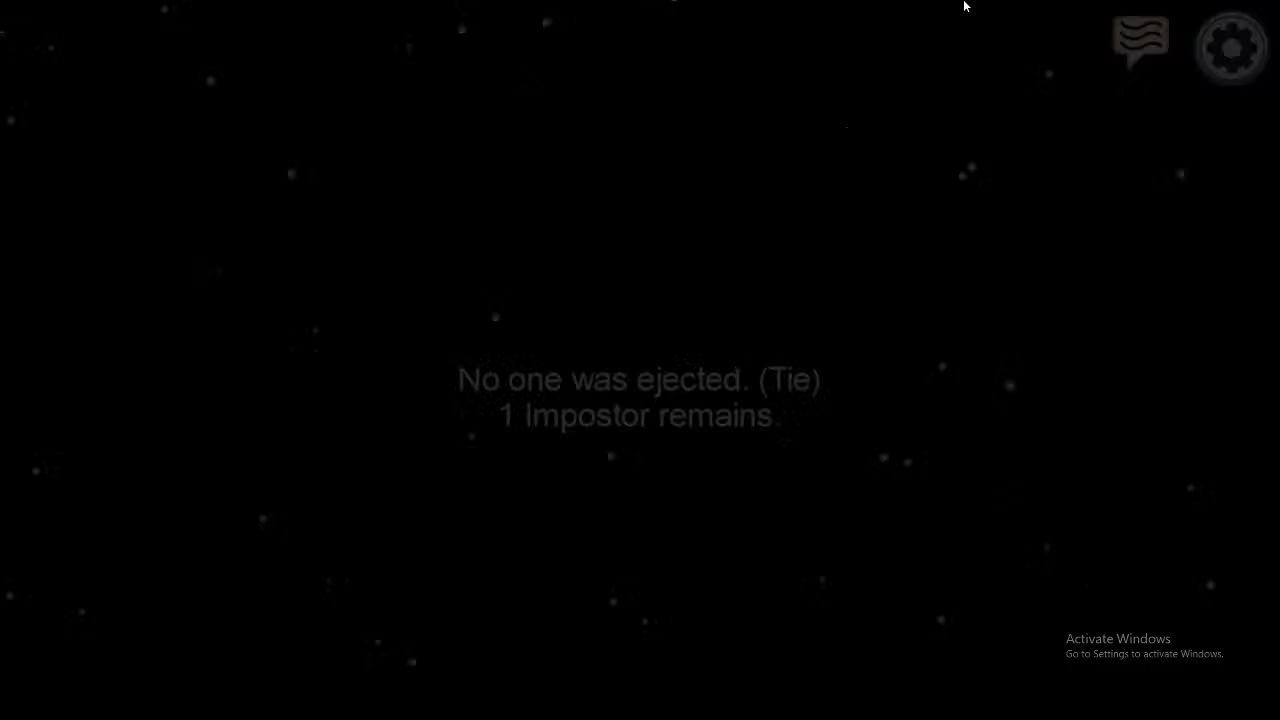 No one was ejected. (Tie)
1 Impostor remains.
Activate Windows
Go to Settings to activate Windows.